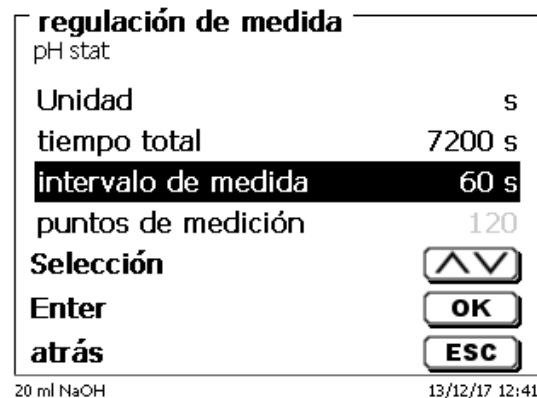 regulación de medida
pH stat
Unidad s
tiempo total 7200 s
intervalo de medida 60 s
puntos de medición 120
Selección
Enter OK
atrás ESC
20 ml NaOH 13/12/17 12:41